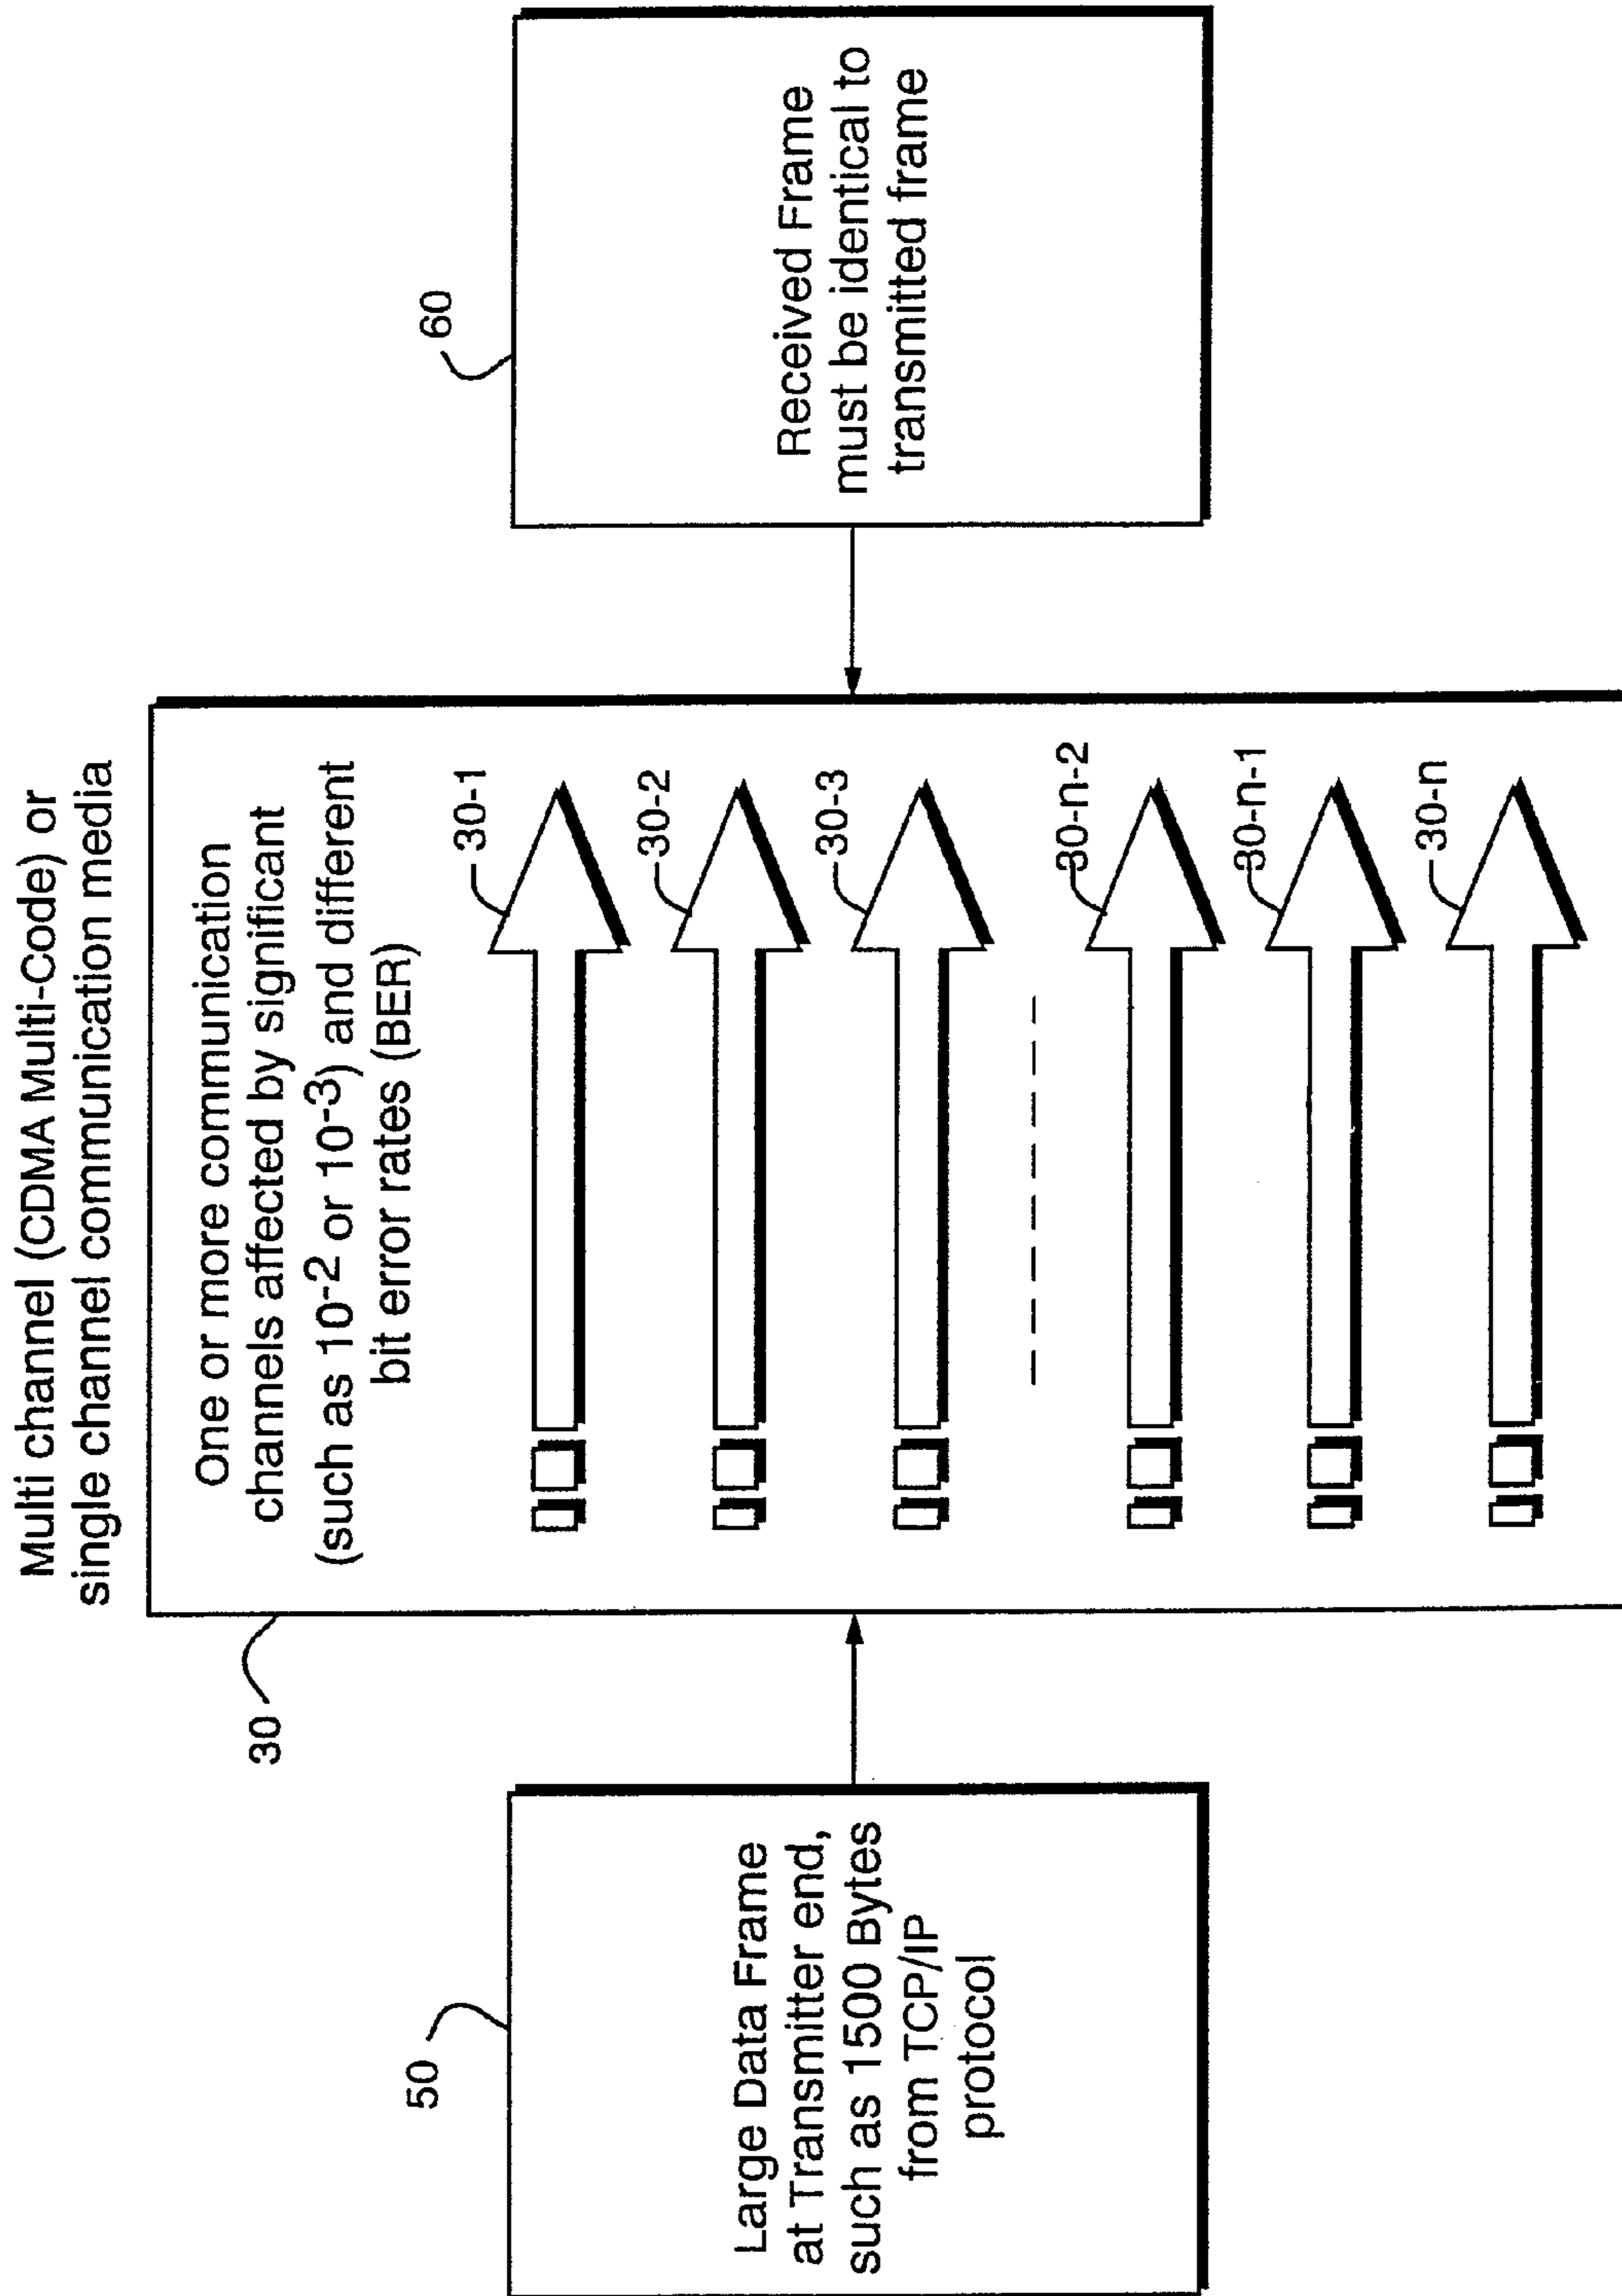 Multi channel (CDMA Multi-Code) or
single channel communication media
30
One or more communication
channels affected by significant
(such as 10-2 or 10-3) and different
bit error rates (BER)
30-1
30-2
30-3
30-n-2
30-n-1
30-n
50
Large Data Frame
at Transmitter end,
such as 1500 Bytes
from TCP/IP
protocol
60
Received Frame
must be identical to
transmitted frame